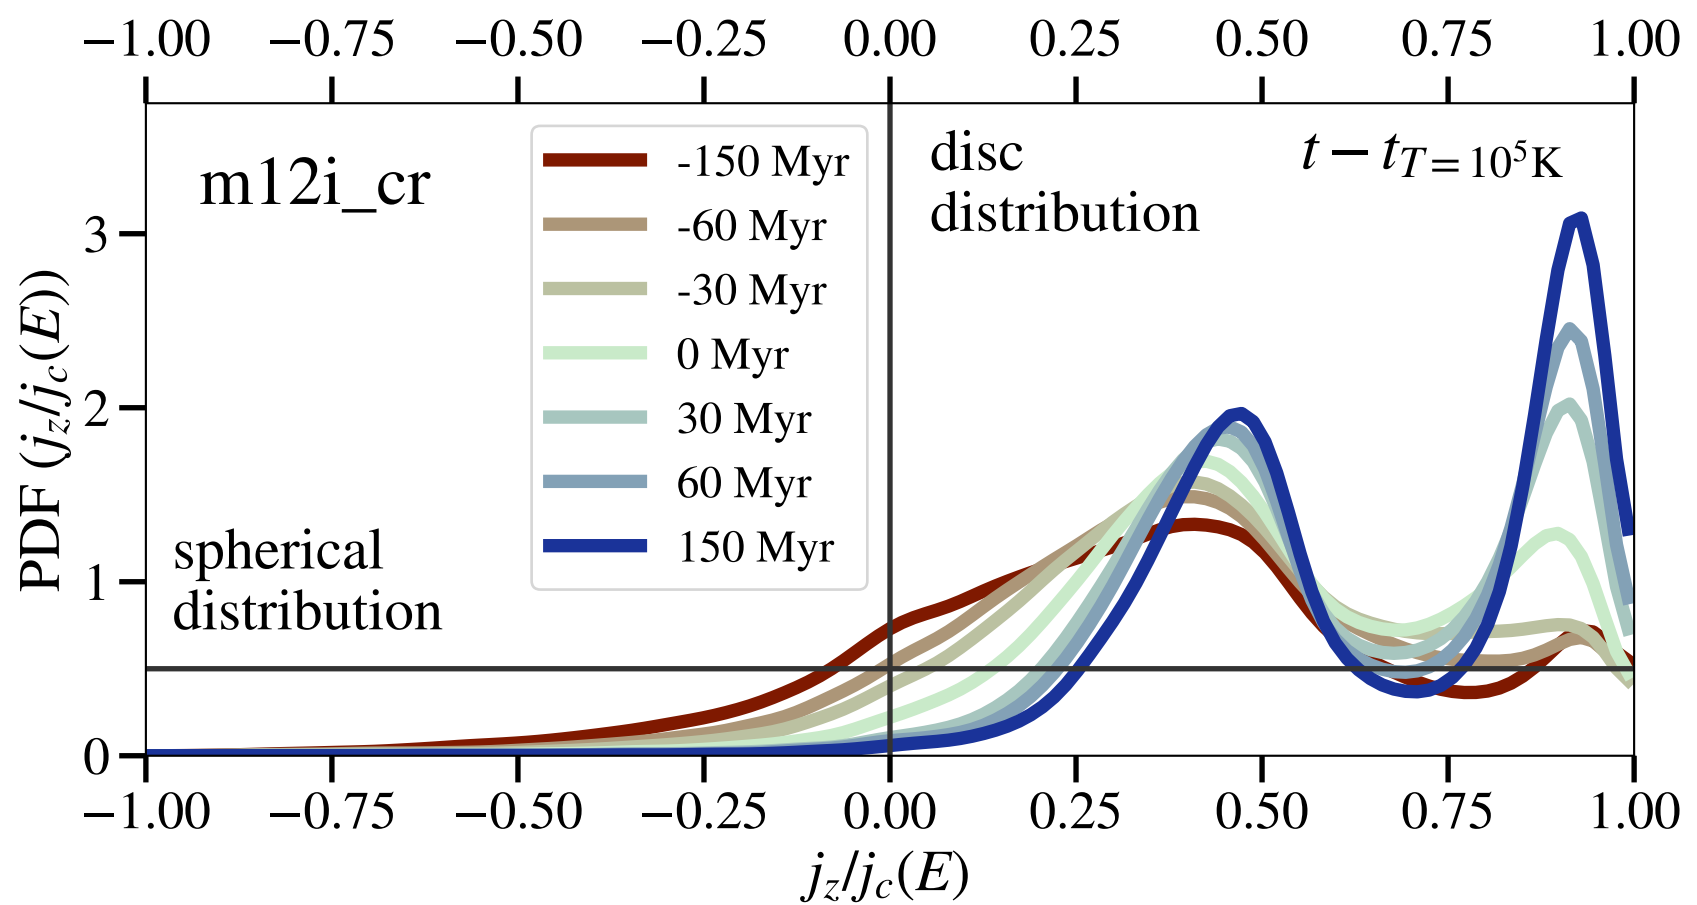 −1.00 −0.75 −0.50 −0.25 0.00 0.25 0.50 0.75 1.00
m12i_cr
-150 Myr
-60 Myr
-30 Myr
0 Myr
30 Myr
60 Myr
150 Myr
disc
distribution
t − t_{T = 10⁵K}
spherical
distribution
PDF (j_z/j_c(E))
3
2
1
0
−1.00 −0.75 −0.50 −0.25 0.00 0.25 0.50 0.75 1.00
j_z/j_c(E)